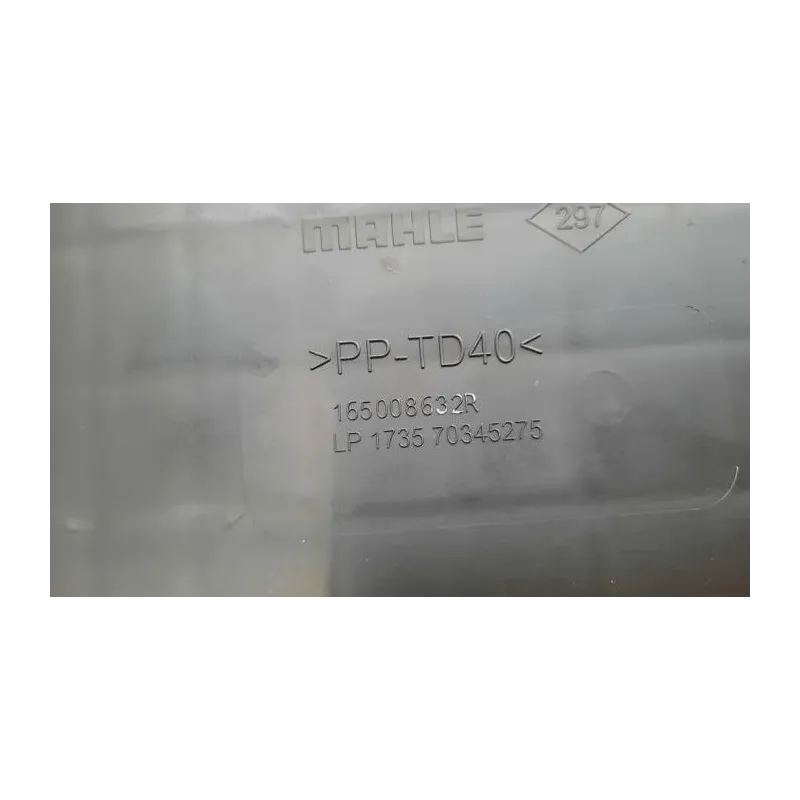 MAHLE
297
>PP-TD40<
165008632R
LP 1735 70345275